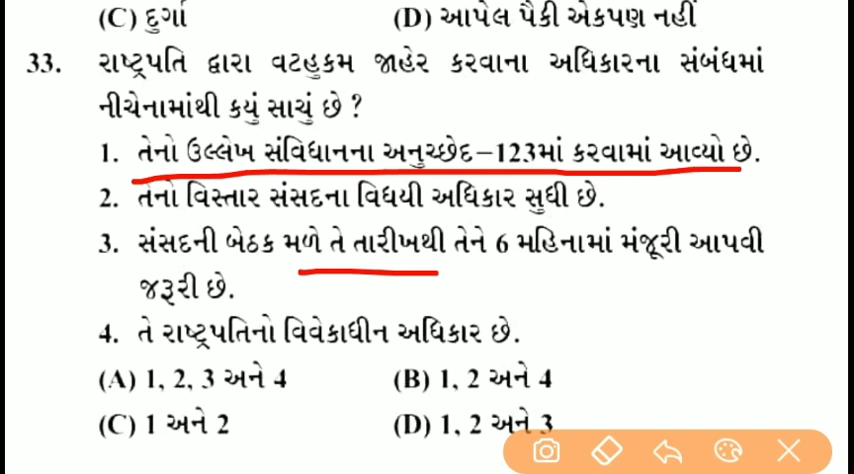 (C) દુર્ગા (D) આપેલ પૈકી એકપણ નહીં
33. રાષ્ટ્રપતિ દ્વારા વટહુકમ જાહેર કરવાના અધિકારના સંબંધમાં
નીચેનામાંથી કયું સાચું છે ?
1. તેનો ઉલ્લેખ સંવિધાનના અનુચ્છેદ–123માં કરવામાં આવ્યો છે.
2. તેનો વિસ્તાર સંસદના વિધયી અધિકાર સુધી છે.
3. સંસદની બેઠક મળે તે તારીખથી તેને 6 મહિનામાં મંજૂરી આપવી
જરૂરી છે.
4. તે રાષ્ટ્રપતિનો વિવેકાધીન અધિકાર છે.
(A) 1, 2, 3 અને 4 (B) 1, 2 અને 4
(C) 1 અને 2 (D) 1, 2 અને 3